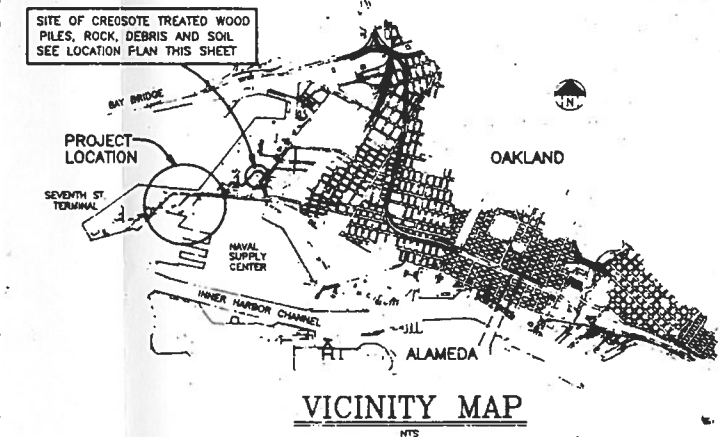 SITE OF CREOSOTE TREATED WOOD
PILES, ROCK, DEBRIS AND SOIL
SEE LOCATION PLAN THIS SHEET
BAY BRIDGE
N
PROJECT
LOCATION
OAKLAND
SEVENTH ST.
TERMINAL
NAVAL
SUPPLY
CENTER
INNER HARBOR CHANNEL
ALAMEDA
VICINITY MAP
NTS